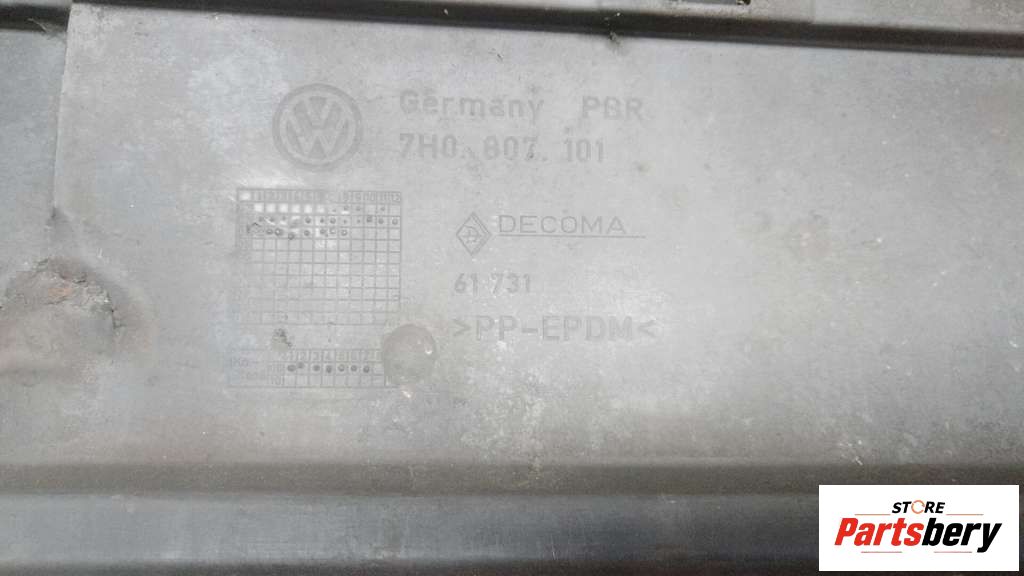 Germany PBR
7H0. 807. 101
DECOMA
61 731
>PP-EPDM<
STORE
Partsbery